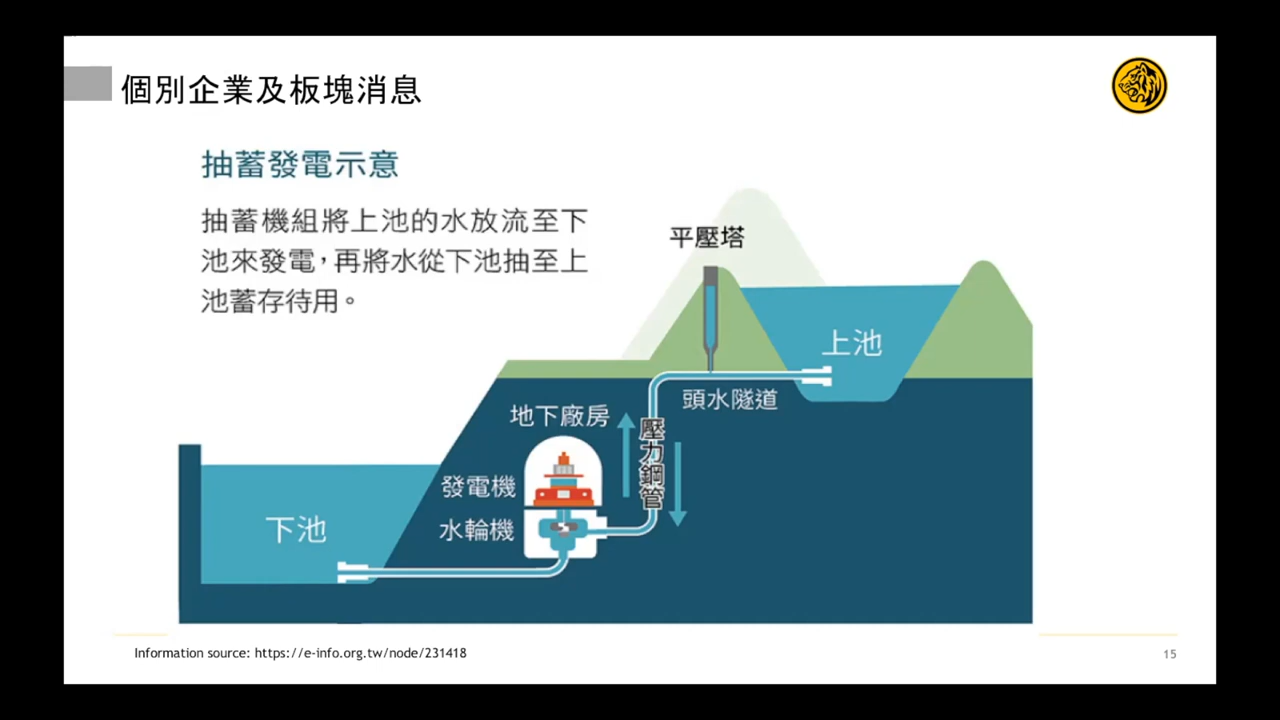 個別企業及板塊消息
抽蓄發電示意
抽蓄機組將上池的水放流至下
池來發電，再將水從下池抽至上
池蓄存待用。
平壓塔
上池
頭水隧道
地下廠房
壓力鋼管
發電機
水輪機
下池
Information source: https://e-info.org.tw/node/231418
15